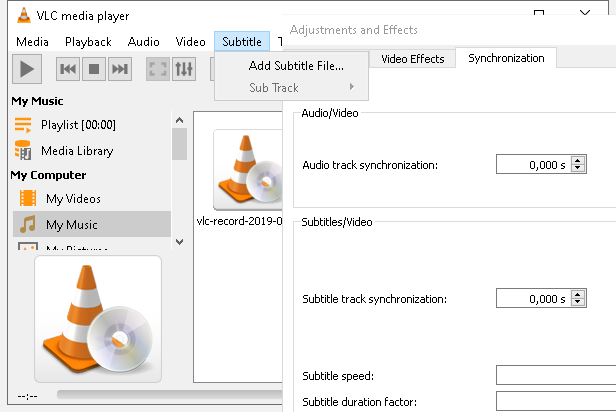 VLC media player
Adjustments and Effects
Media Playback Audio Video Subtitle
Add Subtitle File...
Sub Track
Video Effects Synchronization
My Music
Playlist [00:00]
Media Library
My Computer
My Videos
My Music
My Pictures
vlc-record-2019-0
Audio/Video
Audio track synchronization: 0,000 s
Subtitles/Video
Subtitle track synchronization: 0,000 s
Subtitle speed:
Subtitle duration factor:
--:--